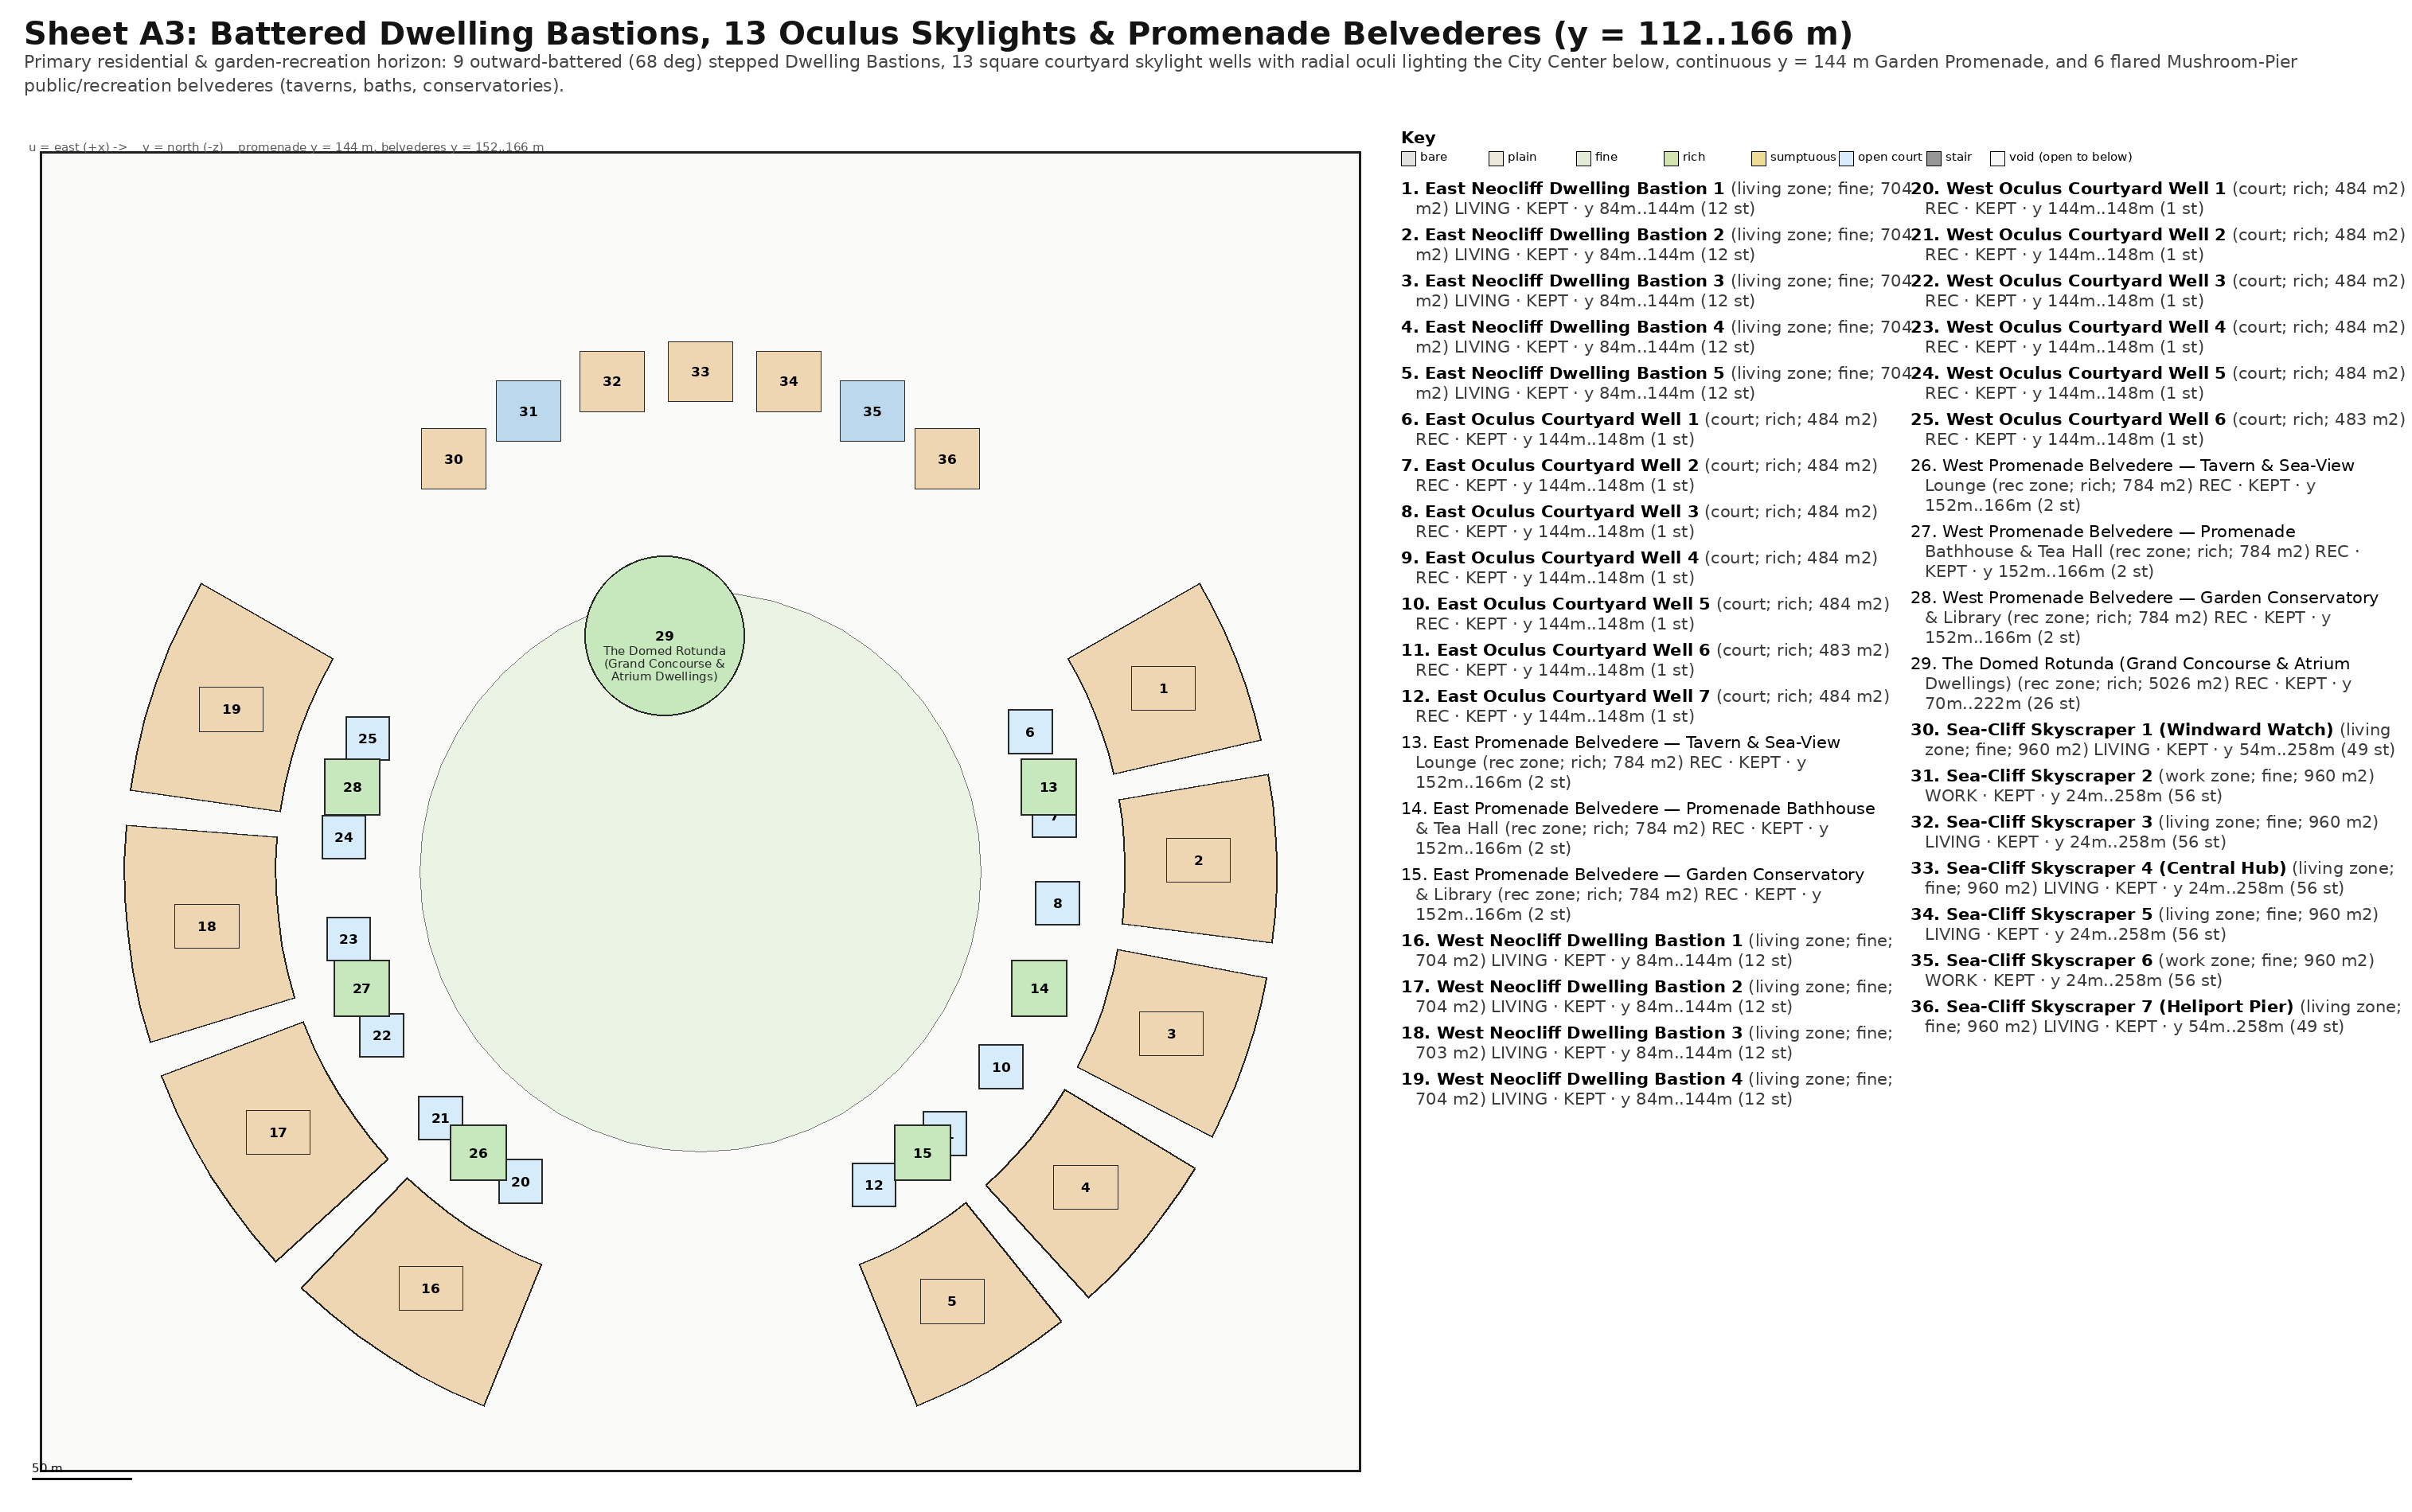 Sheet A3: Battered Dwelling Bastions, 13 Oculus Skylights & Promenade Belvederes (y = 112..166 m)
Primary residential & garden-recreation horizon: 9 outward-battered (68 deg) stepped Dwelling Bastions, 13 square courtyard skylight wells with radial oculi lighting the City Center below, continuous y = 144 m Garden Promenade, and 6 flared Mushroom-Pier
public/recreation belvederes (taverns, baths, conservatories).
u = east (+x) -> v = north (-z) promenade y = 144 m, belvederes y = 152..166 m
33
32
34
31
35
30
36
29
The Domed Rotunda
(Grand Concourse &
Atrium Dwellings)
1
19
6
25
28
13
7
24
2
8
18
23
27
14
3
22
10
21
17
26
15
20
12
4
16
5
50 m
Key
bare
plain
fine
rich
sumptuous
open court
stair
void (open to below)
1. East Neocliff Dwelling Bastion 1 (living zone; fine; 704
m2) LIVING · KEPT · y 84m..144m (12 st)
2. East Neocliff Dwelling Bastion 2 (living zone; fine; 704
m2) LIVING · KEPT · y 84m..144m (12 st)
3. East Neocliff Dwelling Bastion 3 (living zone; fine; 704
m2) LIVING · KEPT · y 84m..144m (12 st)
4. East Neocliff Dwelling Bastion 4 (living zone; fine; 704
m2) LIVING · KEPT · y 84m..144m (12 st)
5. East Neocliff Dwelling Bastion 5 (living zone; fine; 704
m2) LIVING · KEPT · y 84m..144m (12 st)
6. East Oculus Courtyard Well 1 (court; rich; 484 m2)
REC · KEPT · y 144m..148m (1 st)
7. East Oculus Courtyard Well 2 (court; rich; 484 m2)
REC · KEPT · y 144m..148m (1 st)
8. East Oculus Courtyard Well 3 (court; rich; 484 m2)
REC · KEPT · y 144m..148m (1 st)
9. East Oculus Courtyard Well 4 (court; rich; 484 m2)
REC · KEPT · y 144m..148m (1 st)
10. East Oculus Courtyard Well 5 (court; rich; 484 m2)
REC · KEPT · y 144m..148m (1 st)
11. East Oculus Courtyard Well 6 (court; rich; 483 m2)
REC · KEPT · y 144m..148m (1 st)
12. East Oculus Courtyard Well 7 (court; rich; 484 m2)
REC · KEPT · y 144m..148m (1 st)
13. East Promenade Belvedere — Tavern & Sea-View
Lounge (rec zone; rich; 784 m2) REC · KEPT · y
152m..166m (2 st)
14. East Promenade Belvedere — Promenade Bathhouse
& Tea Hall (rec zone; rich; 784 m2) REC · KEPT · y
152m..166m (2 st)
15. East Promenade Belvedere — Garden Conservatory
& Library (rec zone; rich; 784 m2) REC · KEPT · y
152m..166m (2 st)
16. West Neocliff Dwelling Bastion 1 (living zone; fine;
704 m2) LIVING · KEPT · y 84m..144m (12 st)
17. West Neocliff Dwelling Bastion 2 (living zone; fine;
704 m2) LIVING · KEPT · y 84m..144m (12 st)
18. West Neocliff Dwelling Bastion 3 (living zone; fine;
703 m2) LIVING · KEPT · y 84m..144m (12 st)
19. West Neocliff Dwelling Bastion 4 (living zone; fine;
704 m2) LIVING · KEPT · y 84m..144m (12 st)
20. West Oculus Courtyard Well 1 (court; rich; 484 m2)
REC · KEPT · y 144m..148m (1 st)
21. West Oculus Courtyard Well 2 (court; rich; 484 m2)
REC · KEPT · y 144m..148m (1 st)
22. West Oculus Courtyard Well 3 (court; rich; 484 m2)
REC · KEPT · y 144m..148m (1 st)
23. West Oculus Courtyard Well 4 (court; rich; 484 m2)
REC · KEPT · y 144m..148m (1 st)
24. West Oculus Courtyard Well 5 (court; rich; 484 m2)
REC · KEPT · y 144m..148m (1 st)
25. West Oculus Courtyard Well 6 (court; rich; 483 m2)
REC · KEPT · y 144m..148m (1 st)
26. West Promenade Belvedere — Tavern & Sea-View
Lounge (rec zone; rich; 784 m2) REC · KEPT · y
152m..166m (2 st)
27. West Promenade Belvedere — Promenade
Bathhouse & Tea Hall (rec zone; rich; 784 m2) REC ·
KEPT · y 152m..166m (2 st)
28. West Promenade Belvedere — Garden Conservatory
& Library (rec zone; rich; 784 m2) REC · KEPT · y
152m..166m (2 st)
29. The Domed Rotunda (Grand Concourse & Atrium
Dwellings) (rec zone; rich; 5026 m2) REC · KEPT · y
70m..222m (26 st)
30. Sea-Cliff Skyscraper 1 (Windward Watch) (living
zone; fine; 960 m2) LIVING · KEPT · y 54m..258m (49 st)
31. Sea-Cliff Skyscraper 2 (work zone; fine; 960 m2)
WORK · KEPT · y 24m..258m (56 st)
32. Sea-Cliff Skyscraper 3 (living zone; fine; 960 m2)
LIVING · KEPT · y 24m..258m (56 st)
33. Sea-Cliff Skyscraper 4 (Central Hub) (living zone;
fine; 960 m2) LIVING · KEPT · y 24m..258m (56 st)
34. Sea-Cliff Skyscraper 5 (living zone; fine; 960 m2)
LIVING · KEPT · y 24m..258m (56 st)
35. Sea-Cliff Skyscraper 6 (work zone; fine; 960 m2)
WORK · KEPT · y 24m..258m (56 st)
36. Sea-Cliff Skyscraper 7 (Heliport Pier) (living zone;
fine; 960 m2) LIVING · KEPT · y 54m..258m (49 st)